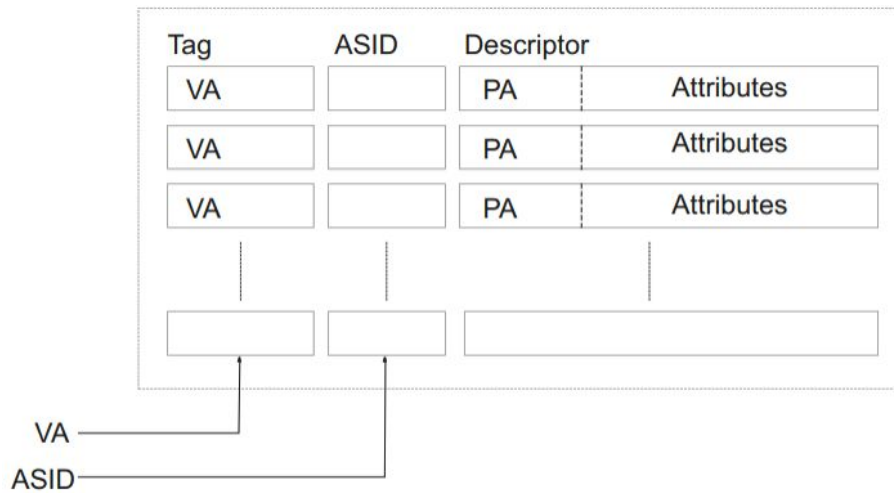 Tag ASID Descriptor
VA PA Attributes
VA PA Attributes
VA PA Attributes
VA
ASID